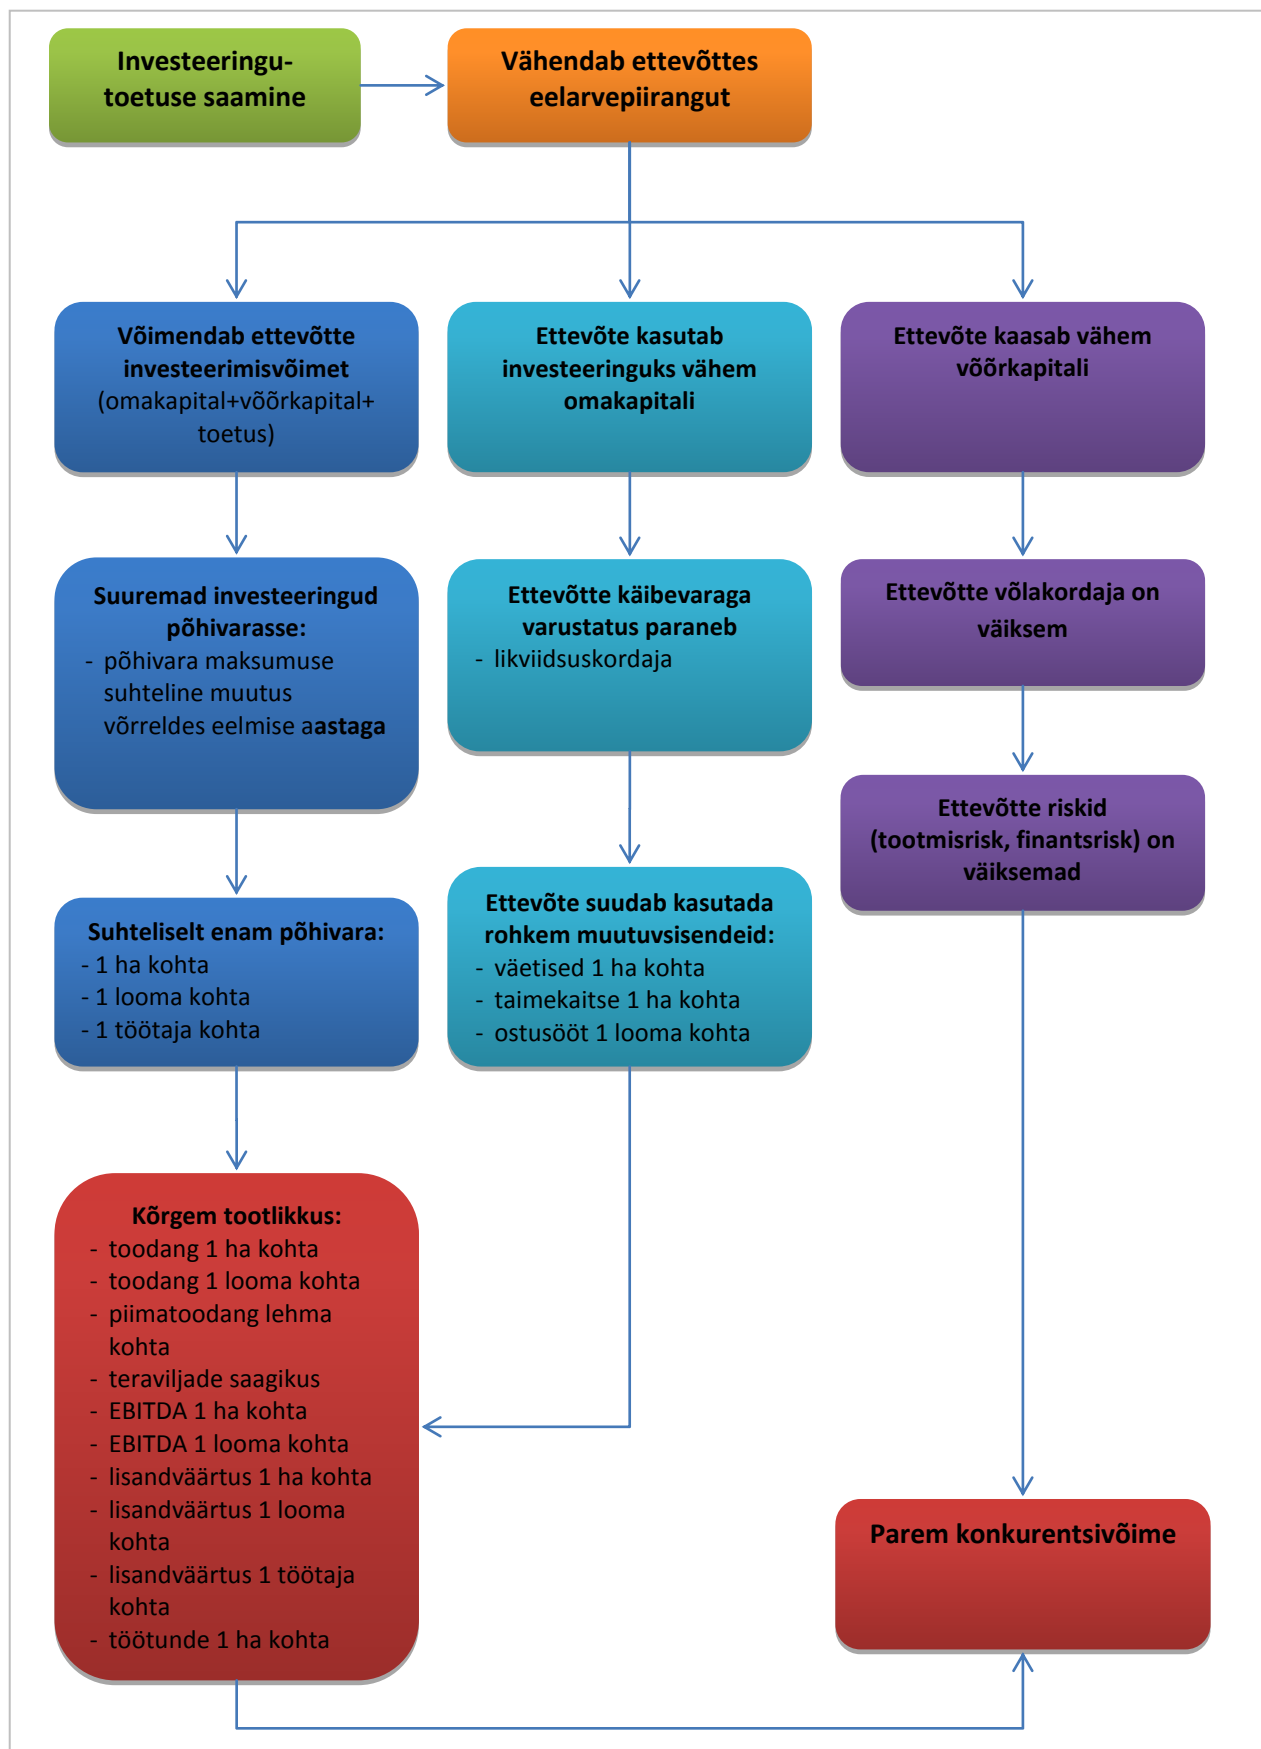 Investeeringu-
toetuse saamine
Vähendab ettevõttes
eelarvepiirangut
Võimendab ettevõtte
investeerimisvõimet
(omakapital+võõrkapital+
toetus)
Ettevõte kasutab
investeeringuks vähem
omakapitali
Ettevõte kaasab vähem
võõrkapitali
Suuremad investeeringud
põhivarasse:
- põhivara maksumuse
suhteline muutus
võrreldes eelmise aastaga
Ettevõtte käibevaraga
varustatus paraneb
- likviidsuskordaja
Ettevõtte võlakordaja on
väiksem
Ettevõtte riskid
(tootmisrisk, finantsrisk) on
väiksemad
Suhteliselt enam põhivara:
- 1 ha kohta
- 1 looma kohta
- 1 töötaja kohta
Ettevõte suudab kasutada
rohkem muutuvsisendeid:
- väetised 1 ha kohta
- taimekaitse 1 ha kohta
- ostusööt 1 looma kohta
Kõrgem tootlikkus:
- toodang 1 ha kohta
- toodang 1 looma kohta
- piimatoodang lehma
kohta
- teraviljade saagikus
- EBITDA 1 ha kohta
- EBITDA 1 looma kohta
- lisandväärtus 1 ha kohta
- lisandväärtus 1 looma
kohta
- lisandväärtus 1 töötaja
kohta
- töötunde 1 ha kohta
Parem konkurentsivõime